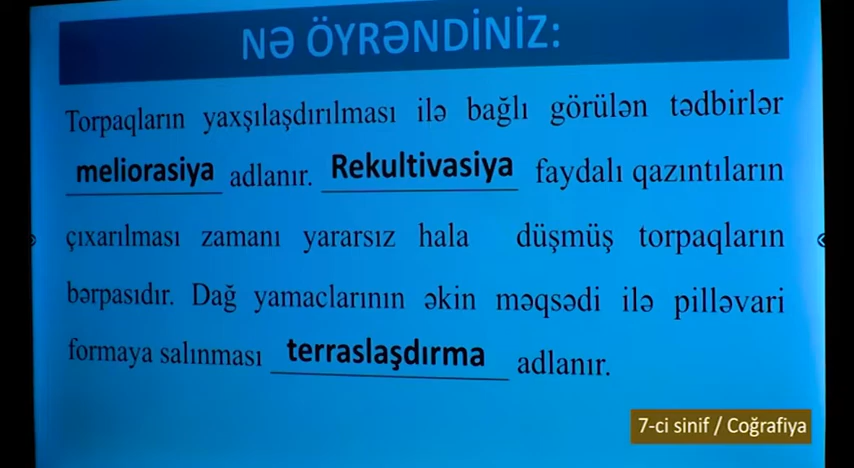 NƏ ÖYRƏNDİNİZ:
Torpaqların yaxşılaşdırılması ilə bağlı görülən tədbirlər
meliorasiya adlanır. Rekultivasiya faydalı qazıntıların
çıxarılması zamanı yararsız hala düşmüş torpaqların
bərpasıdır. Dağ yamaclarının əkin məqsədi ilə pilləvari
formaya salınması terraslaşdırma adlanır.
7-ci sinif / Coğrafiya